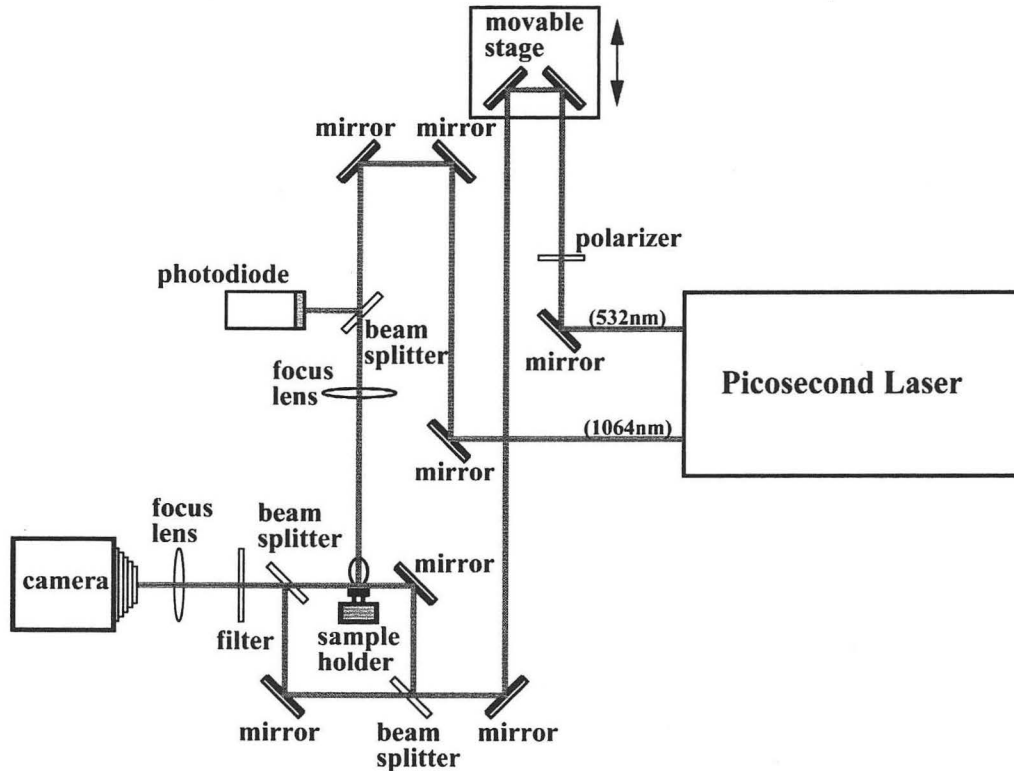 movable
stage
mirror
mirror
polarizer
photodiode
(532nm)
beam
splitter
mirror
focus
lens
Picosecond Laser
(1064nm)
mirror
focus
lens
beam
splitter
mirror
camera
filter
sample
holder
mirror
beam
splitter
mirror